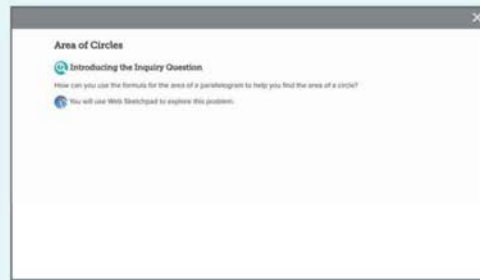 Area of Circles
Introducing the Inquiry Question
How can you use the formula for the area of a parallelogram to help you find the area of a circle?
You will use Web Sketchpad to explore this problem.